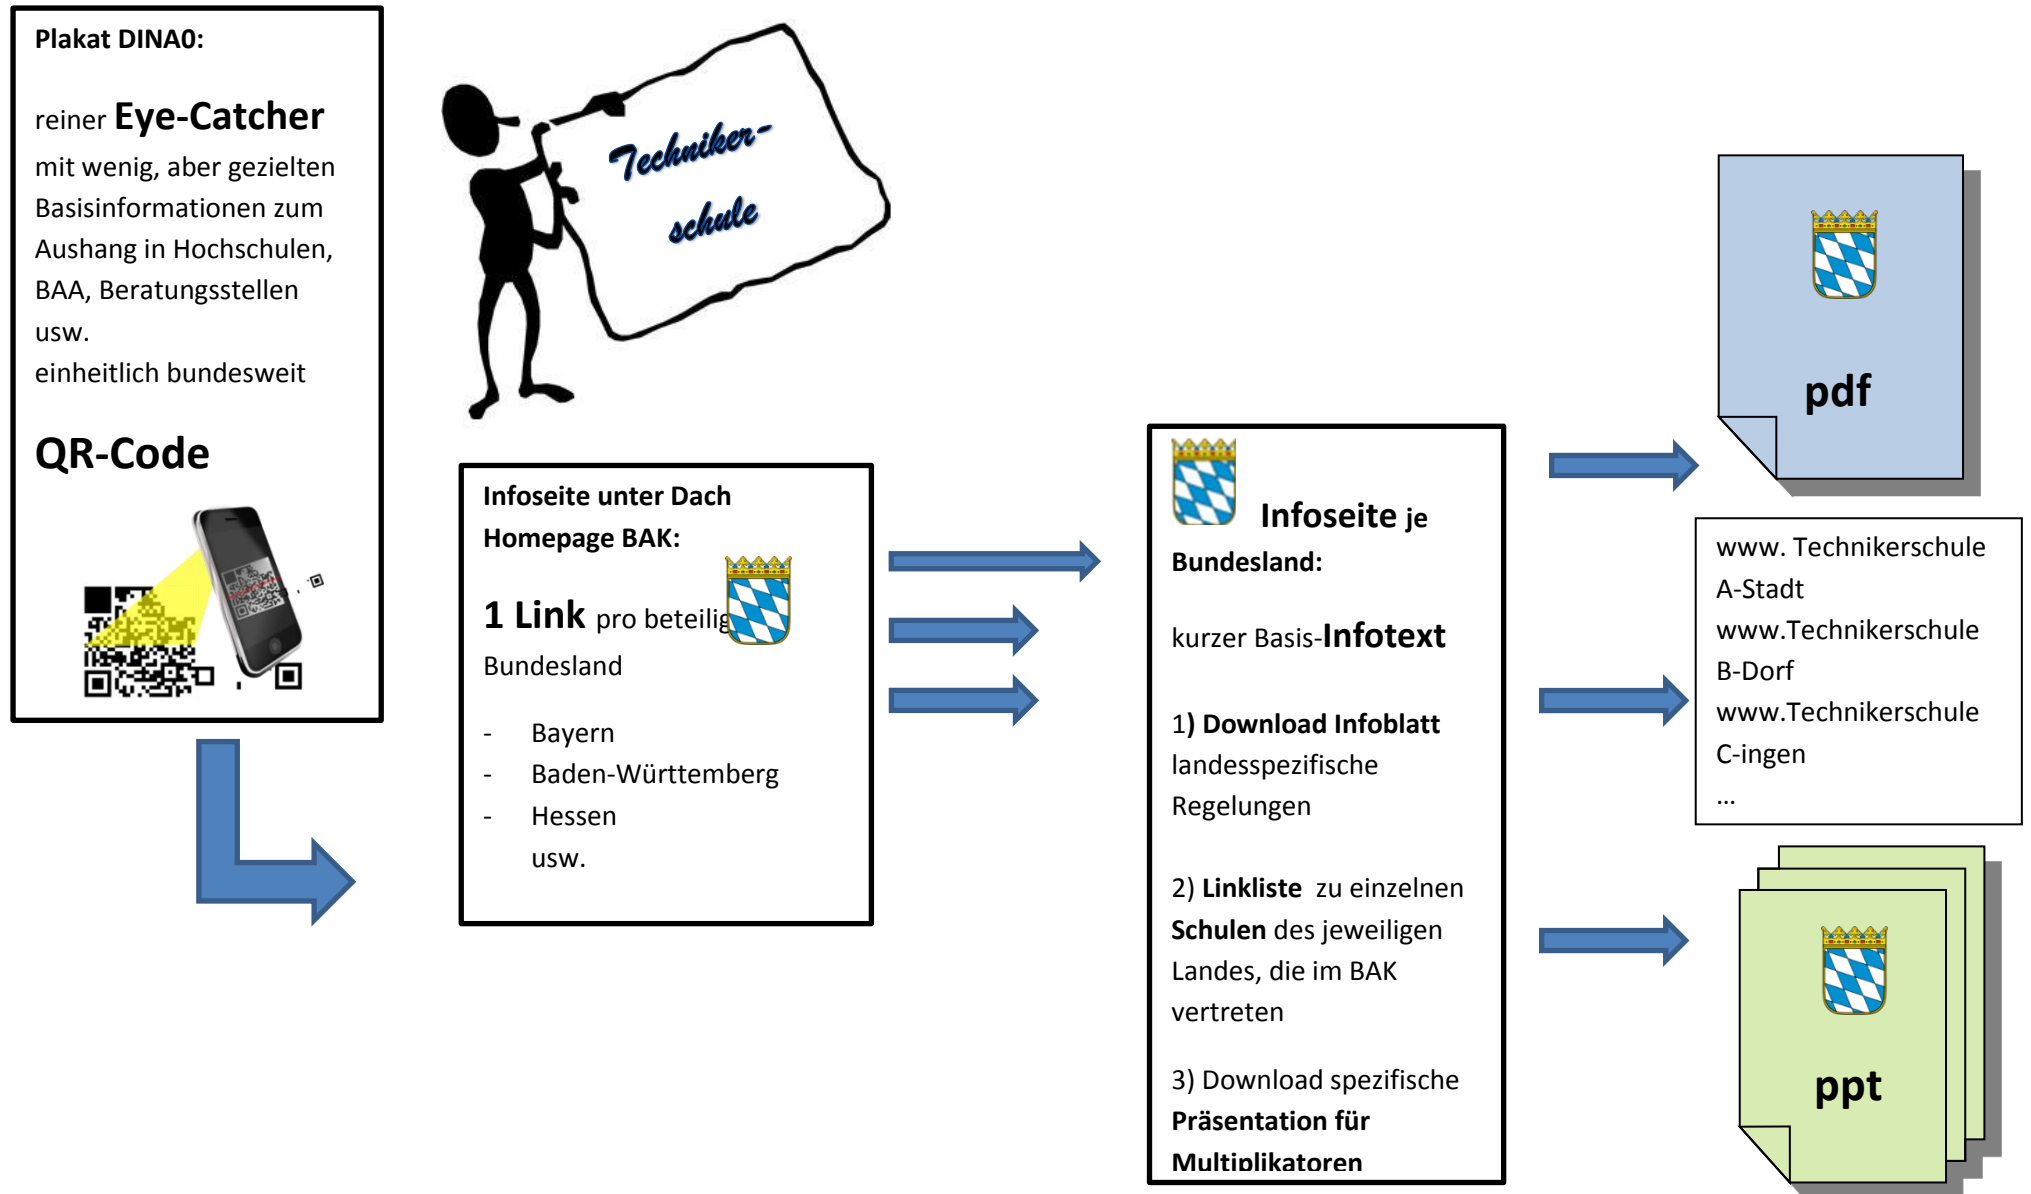 Plakat DINA0:
reiner Eye-Catcher
mit wenig, aber gezielten
Basisinformationen zum
Aushang in Hochschulen,
BAA, Beratungsstellen
usw.
einheitlich bundesweit
QR-Code
Techniker-
schule
Infoseite unter Dach
Homepage BAK:
1 Link pro beteilig
Bundesland
- Bayern
- Baden-Württemberg
- Hessen
usw.
Infoseite je
Bundesland:
kurzer Basis-Infotext
1) Download Infoblatt
landesspezifische
Regelungen
2) Linkliste zu einzelnen
Schulen des jeweiligen
Landes, die im BAK
vertreten
3) Download spezifische
Präsentation für
Multiplikatoren
pdf
www. Technikerschule
A-Stadt
www.Technikerschule
B-Dorf
www.Technikerschule
C-ingen
...
ppt